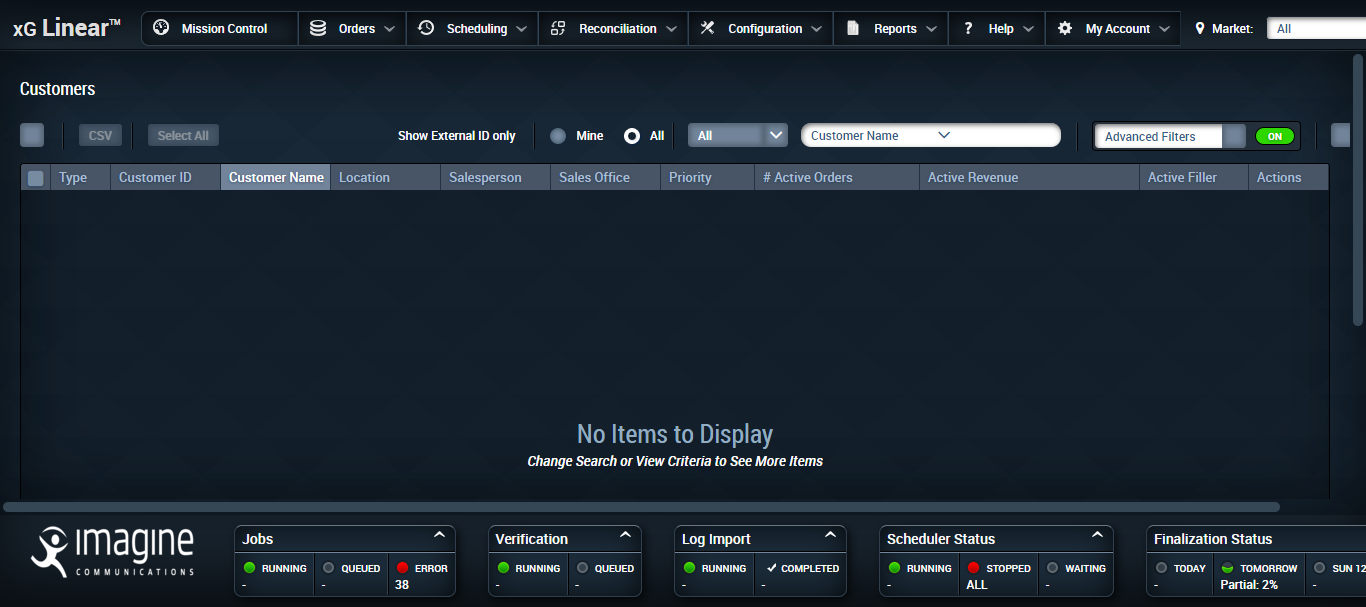 xG Linear™ Mission Control Orders Scheduling Reconciliation Configuration Reports ? Help My Account Market: All
Customers
CSV Select All Show External ID only Mine All All Customer Name Advanced Filters ON
Type Customer ID Customer Name Location Salesperson Sales Office Priority # Active Orders Active Revenue Active Filler Actions
No Items to Display
Change Search or View Criteria to See More Items
imagine
COMMUNICATIONS
Jobs
RUNNING QUEUED ERROR
- - 38
Verification
RUNNING QUEUED
- -
Log Import
RUNNING COMPLETED
- -
Scheduler Status
RUNNING STOPPED WAITING
- ALL -
Finalization Status
TODAY TOMORROW SUN 12
- Partial: 2% -